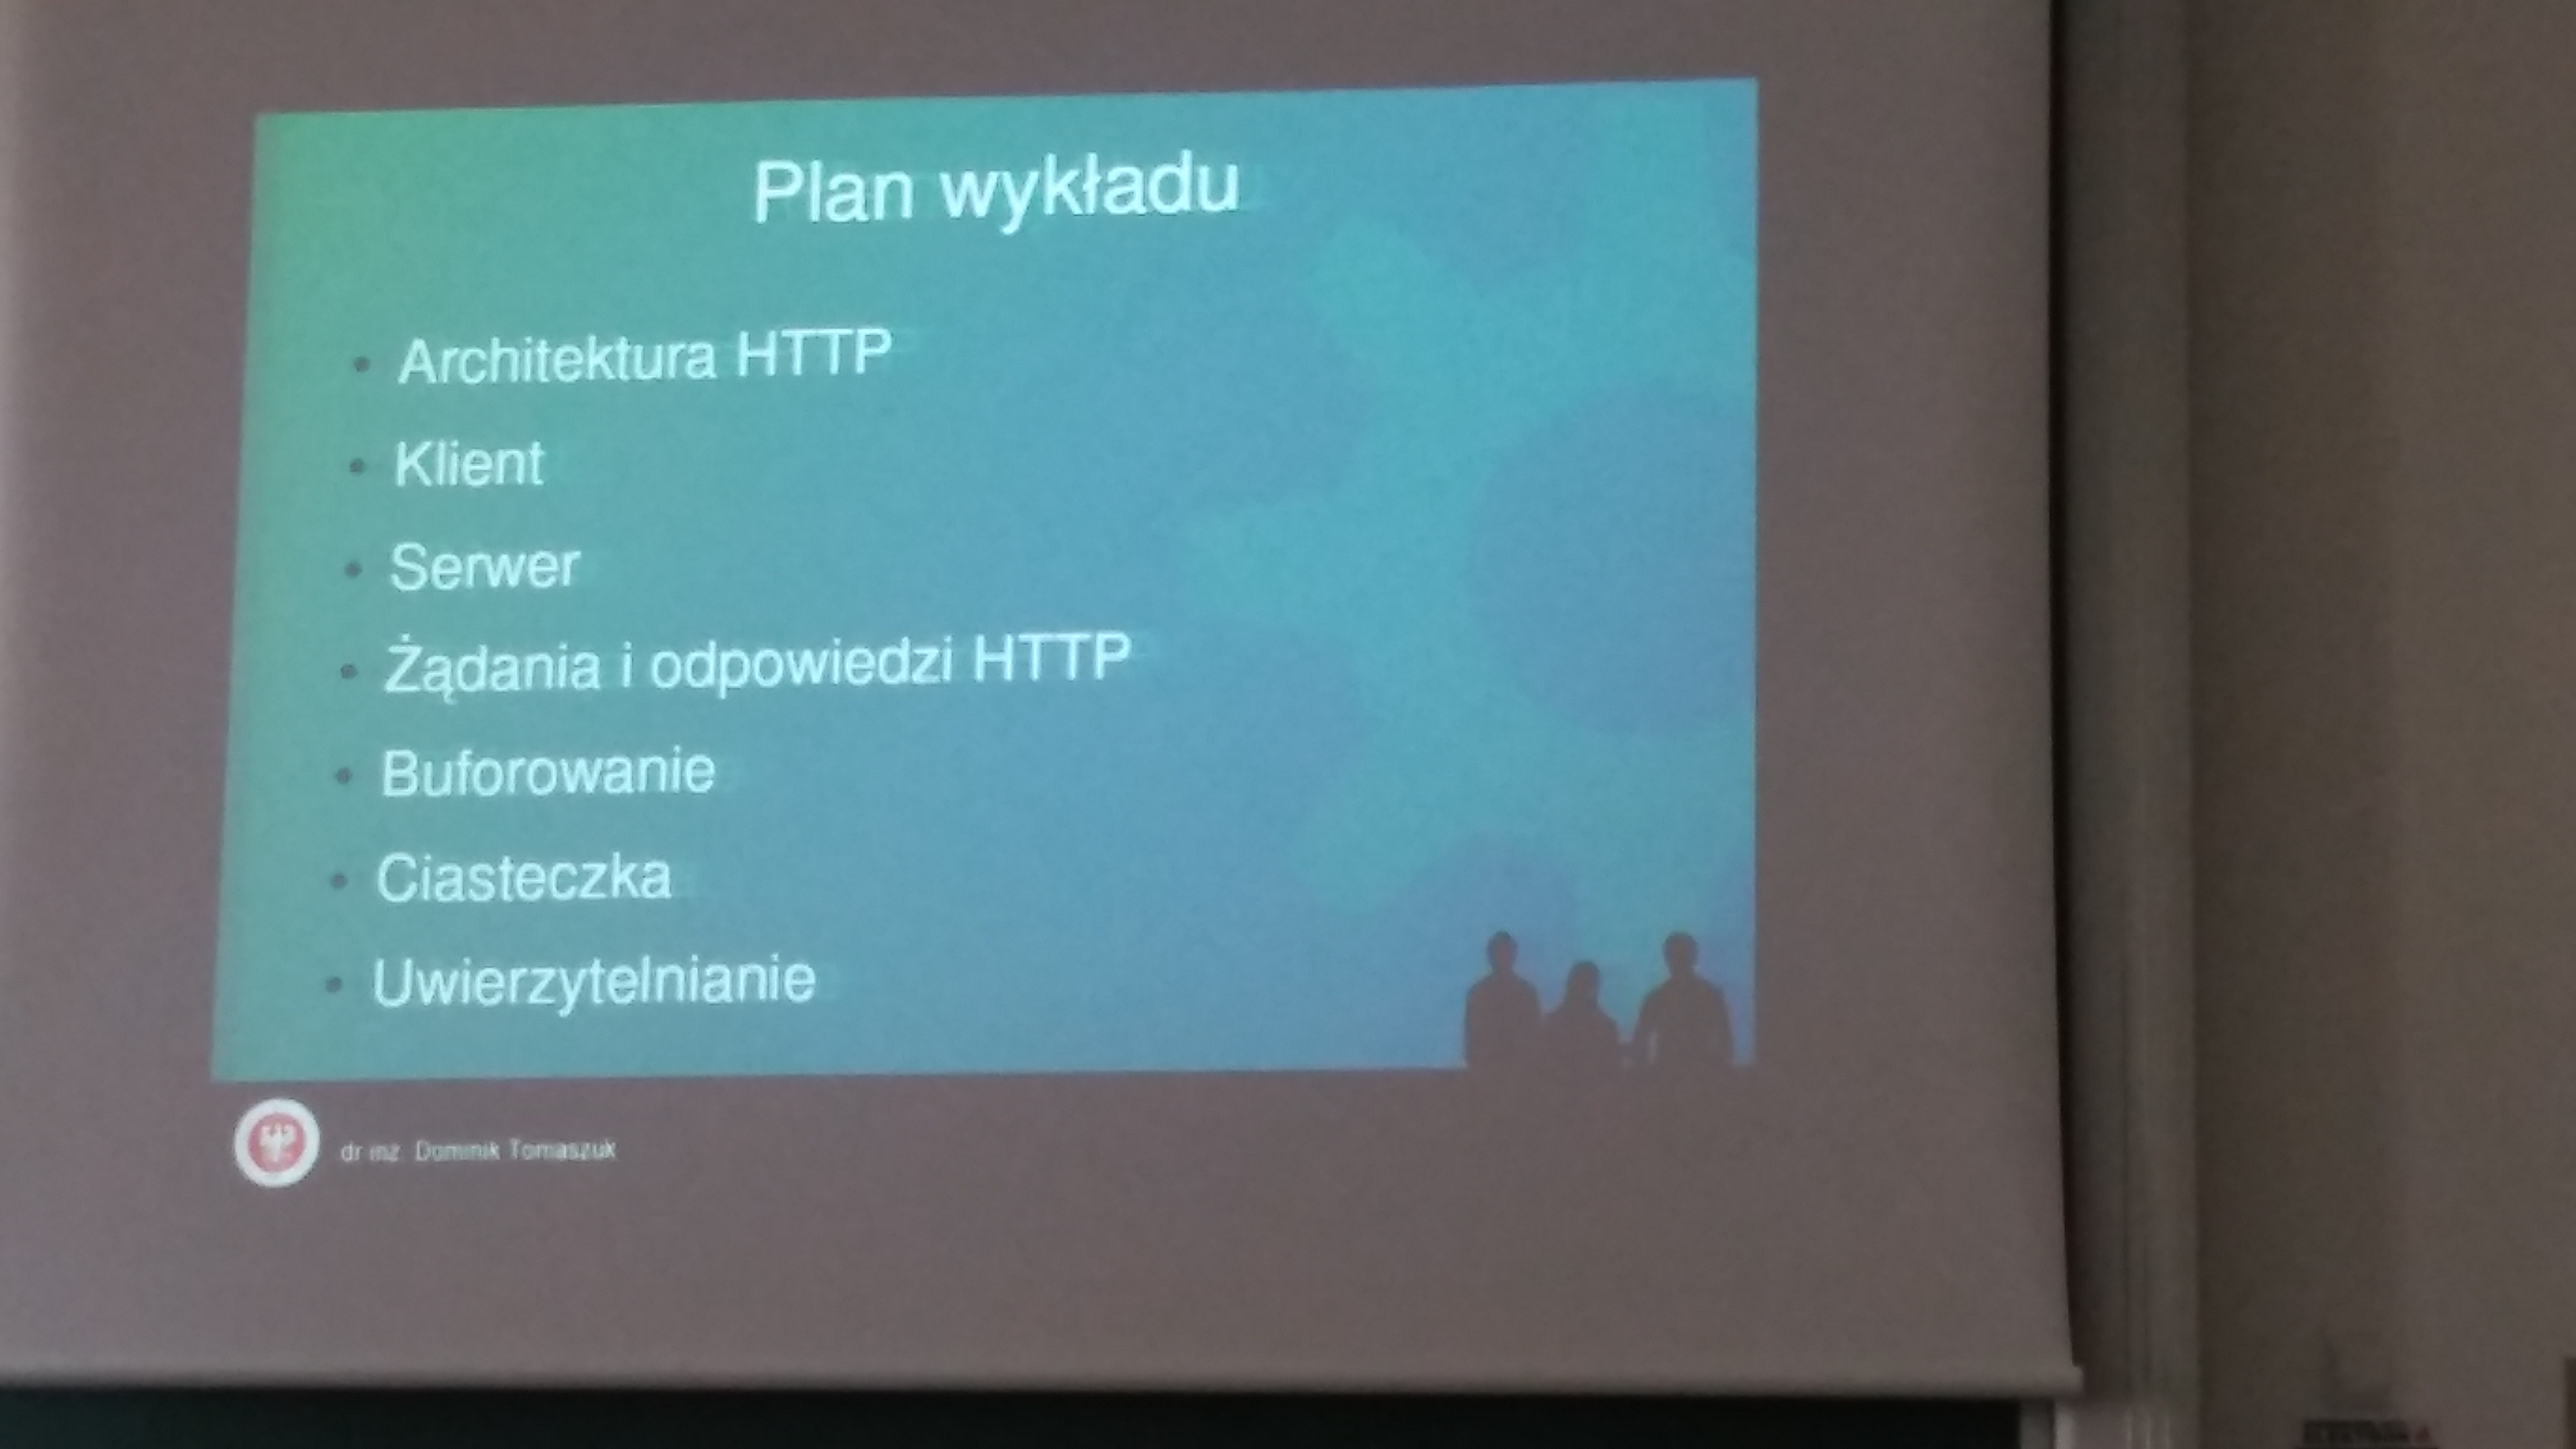 Plan wykładu
• Architektura HTTP
• Klient
• Serwer
• Żądania i odpowiedzi HTTP
• Buforowanie
• Ciasteczka
• Uwierzytelnianie
dr inż. Dominik Tomaszuk